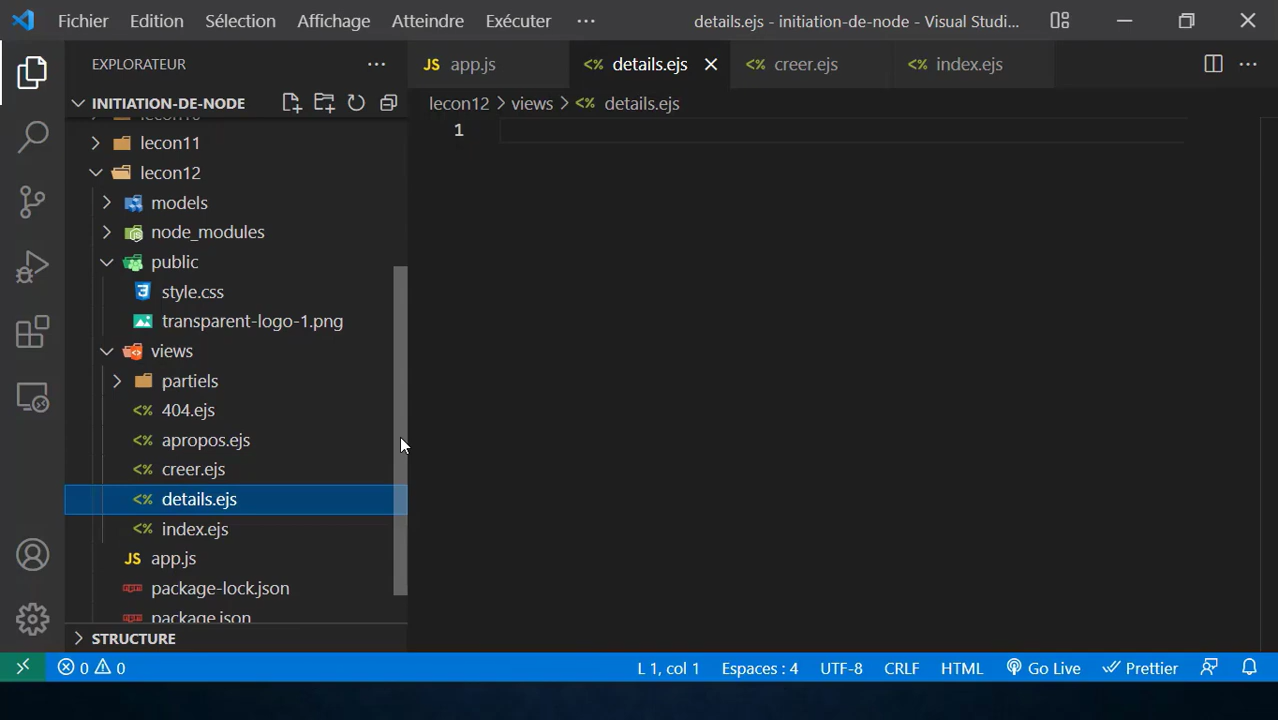 Fichier Edition Sélection Affichage Atteindre Exécuter ··· details.ejs - initiation-de-node - Visual Studi...
EXPLORATEUR ···
JS app.js <% details.ejs <% creer.ejs <% index.ejs ···
INITIATION-DE-NODE
lecon12 > views > <% details.ejs
1
lecon10
lecon11
lecon12
models
node_modules
public
style.css
transparent-logo-1.png
views
partiels
<% 404.ejs
<% apropos.ejs
<% creer.ejs
<% details.ejs
<% index.ejs
JS app.js
package-lock.json
package.json
STRUCTURE
0 0 L 1, col 1 Espaces : 4 UTF-8 CRLF HTML Go Live Prettier